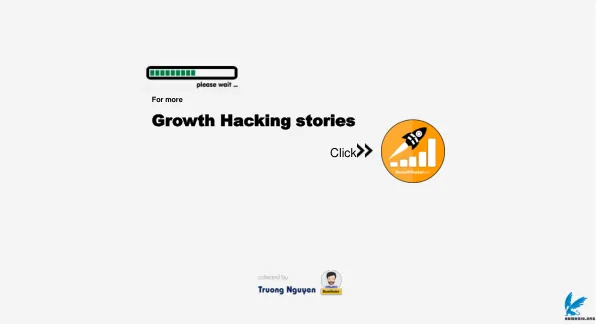 please wait ...
For more
Growth Hacking stories
Click
collected by
Truong Nguyen